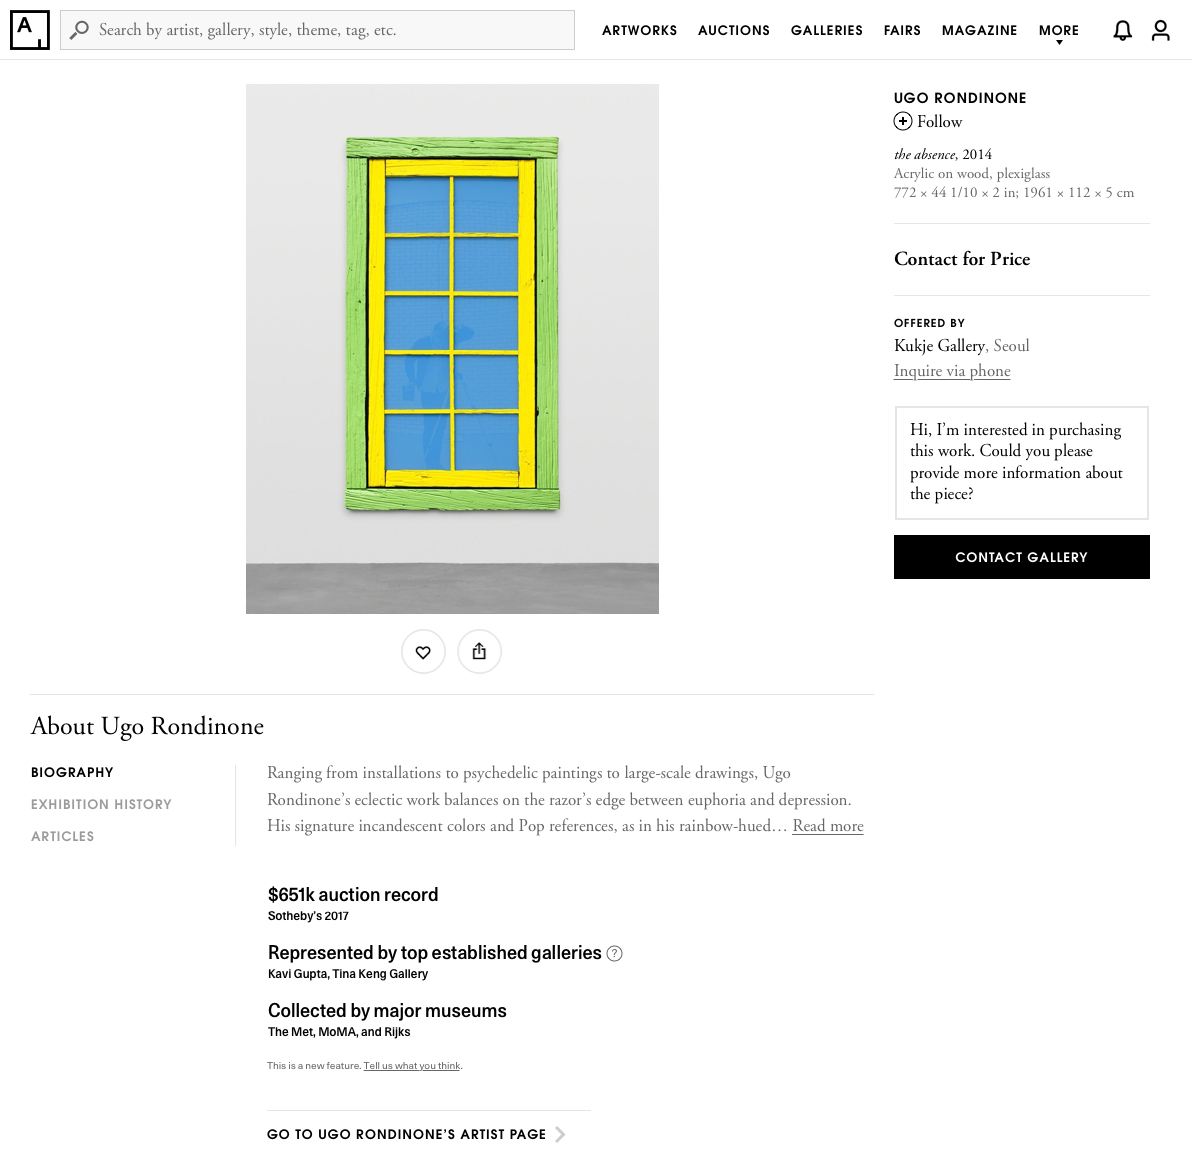 A
Search by artist, gallery, style, theme, tag, etc.
ARTWORKS AUCTIONS GALLERIES FAIRS MAGAZINE MORE
UGO RONDINONE
Follow
the absence, 2014
Acrylic on wood, plexiglass
772 × 44 1/10 × 2 in; 1961 × 112 × 5 cm
Contact for Price
OFFERED BY
Kukje Gallery, Seoul
Inquire via phone
Hi, I’m interested in purchasing
this work. Could you please
provide more information about
the piece?
CONTACT GALLERY
About Ugo Rondinone
BIOGRAPHY
EXHIBITION HISTORY
ARTICLES
Ranging from installations to psychedelic paintings to large-scale drawings, Ugo
Rondinone’s eclectic work balances on the razor’s edge between euphoria and depression.
His signature incandescent colors and Pop references, as in his rainbow-hued… Read more
$651k auction record
Sotheby's 2017
Represented by top established galleries ?
Kavi Gupta, Tina Keng Gallery
Collected by major museums
The Met, MoMA, and Rijks
This is a new feature. Tell us what you think.
GO TO UGO RONDINONE’S ARTIST PAGE